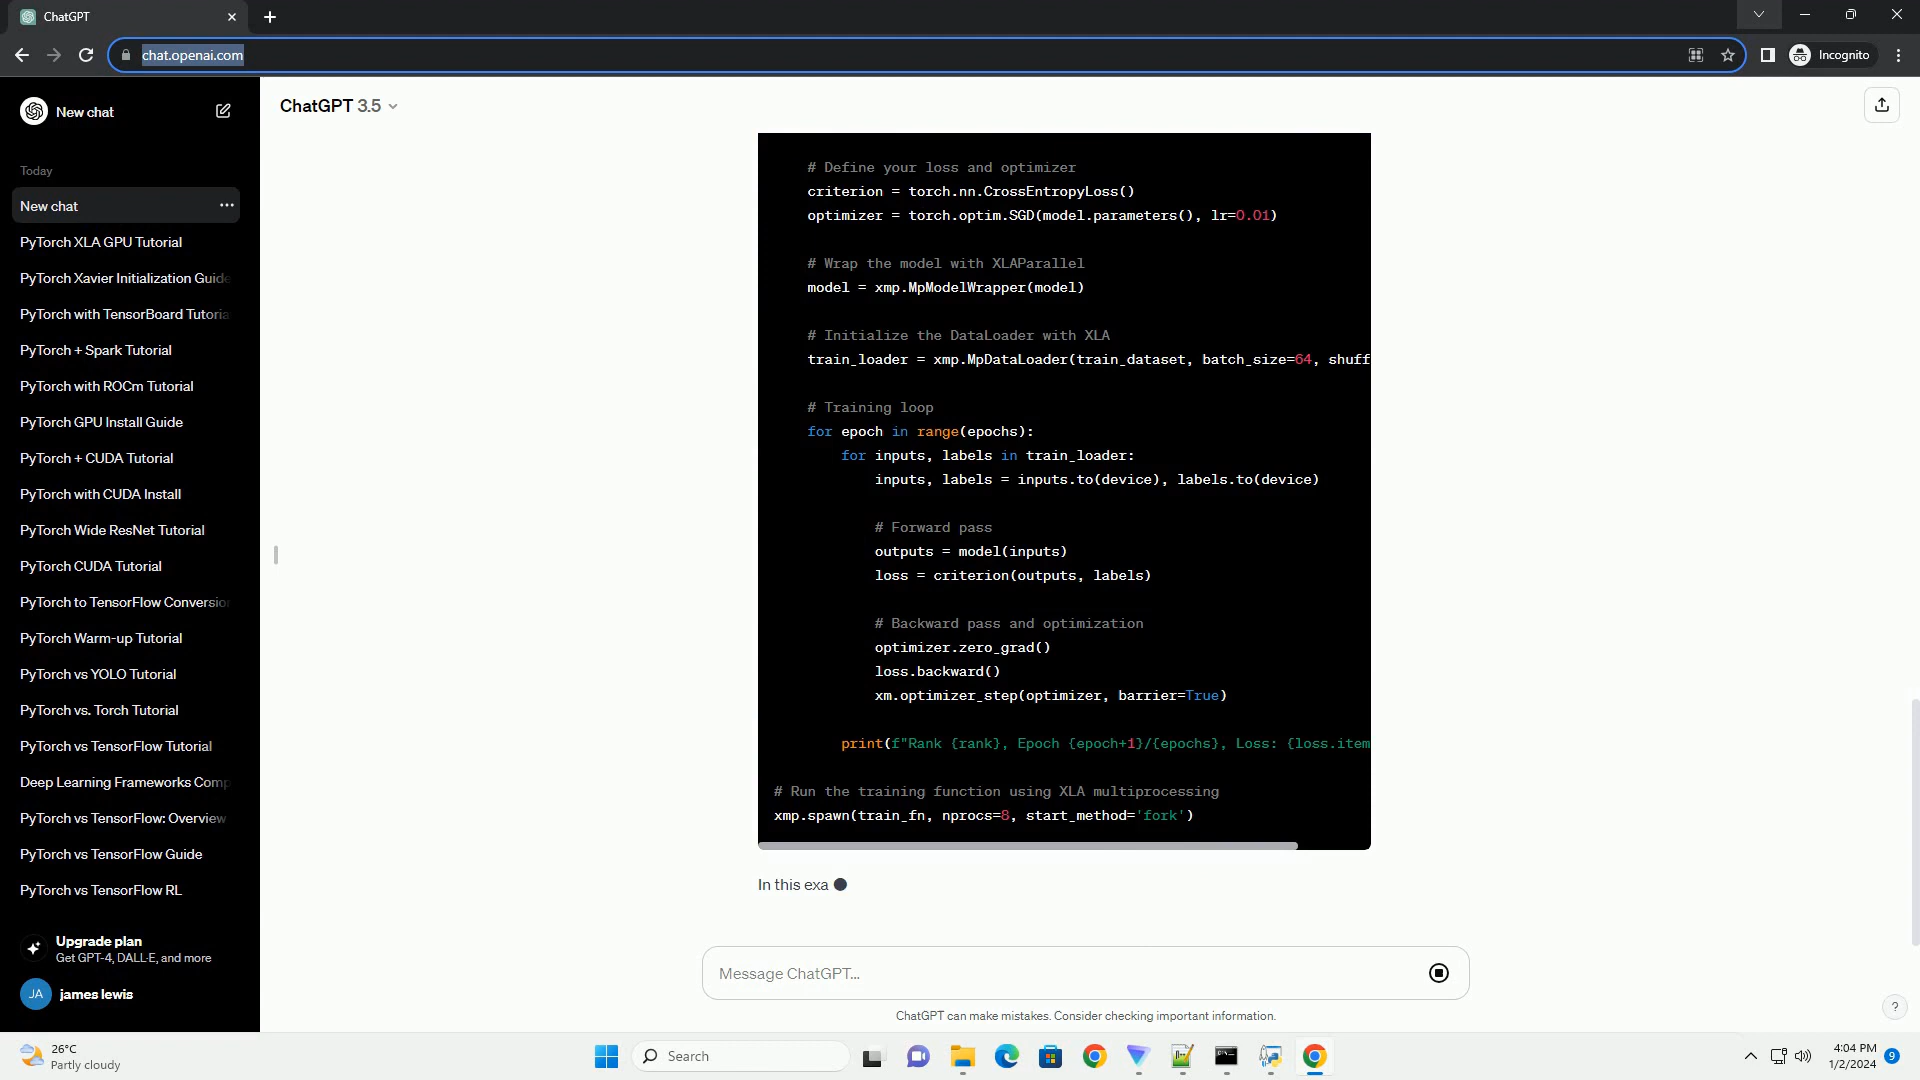 ChatGPT
chat.openai.com
Incognito
New chat
ChatGPT 3.5
Today
New chat
PyTorch XLA GPU Tutorial
PyTorch Xavier Initialization Guide
PyTorch with TensorBoard Tutoria
PyTorch + Spark Tutorial
PyTorch with ROCm Tutorial
PyTorch GPU Install Guide
PyTorch + CUDA Tutorial
PyTorch with CUDA Install
PyTorch Wide ResNet Tutorial
PyTorch CUDA Tutorial
PyTorch to TensorFlow Conversion
PyTorch Warm-up Tutorial
PyTorch vs YOLO Tutorial
PyTorch vs. Torch Tutorial
PyTorch vs TensorFlow Tutorial
Deep Learning Frameworks Comp
PyTorch vs TensorFlow: Overview
PyTorch vs TensorFlow Guide
PyTorch vs TensorFlow RL
Upgrade plan
Get GPT-4, DALL·E, and more
JA
james lewis
# Define your loss and optimizer
criterion = torch.nn.CrossEntropyLoss()
optimizer = torch.optim.SGD(model.parameters(), lr=0.01)
# Wrap the model with XLAParallel
model = xmp.MpModelWrapper(model)
# Initialize the DataLoader with XLA
train_loader = xmp.MpDataLoader(train_dataset, batch_size=64, shuff
# Training loop
for epoch in range(epochs):
for inputs, labels in train_loader:
inputs, labels = inputs.to(device), labels.to(device)
# Forward pass
outputs = model(inputs)
loss = criterion(outputs, labels)
# Backward pass and optimization
optimizer.zero_grad()
loss.backward()
xm.optimizer_step(optimizer, barrier=True)
print(f"Rank {rank}, Epoch {epoch+1}/{epochs}, Loss: {loss.item
# Run the training function using XLA multiprocessing
xmp.spawn(train_fn, nprocs=8, start_method='fork')
In this exa
Message ChatGPT...
ChatGPT can make mistakes. Consider checking important information.
?
26°C
Partly cloudy
Search
4:04 PM
1/2/2024
9